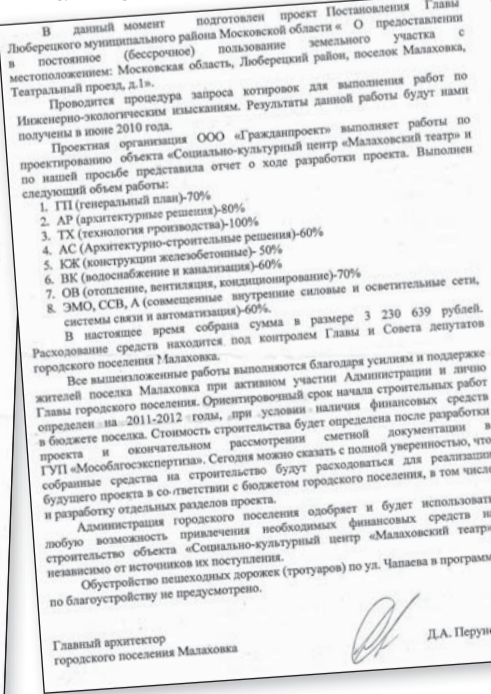 В данный момент подготовлен проект Постановления Главы
Люберецкого муниципального района Московской области « О предоставлении
в постоянное (бессрочное) пользование земельного участка с
местоположением: Московская область, Люберецкий район, поселок Малаховка,
Театральный проезд, д.1».
Проводится процедура запроса котировок для выполнения работ по
Инженерно-экологическим изысканиям. Результаты данной работы будут нами
получены в июне 2010 года.
Проектная организация ООО «Гражданпроект» выполняет работы по
проектированию объекта «Социально-культурный центр «Малаховский театр» и
по нашей просьбе представила отчет о ходе разработки проекта. Выполнен
следующий объем работы:
1. ГП (генеральный план)-70%
2. АР (архитектурные решения)-80%
3. ТХ (технология производства)-100%
4. АС (Архитектурно-строительные решения)-60%
5. КЖ (конструкции железобетонные)- 50%
6. ВК (водоснабжение и канализация)-60%
7. ОВ (отопление, вентиляция, кондиционирование)-70%
8. ЭМО, ССВ, А (совмещенные внутренние силовые и осветительные сети,
системы связи и автоматизация)-60%.
В настоящее время собрана сумма в размере 3 230 639 рублей.
Расходование средств находится под контролем Главы и Совета депутатов
городского поселения Малаховка.
Все вышеизложенные работы выполняются благодаря усилиям и поддержке
жителей поселка Малаховка при активном участии Администрации и лично
Главы городского поселения. Ориентировочный срок начала строительных работ
определен на 2011-2012 годы, при условии наличия финансовых средств
в бюджете поселка. Стоимость строительства будет определена после разработки
проекта и окончательном рассмотрении сметной документации в
ГУП «Мособлгосэкспертиза». Сегодня можно сказать с полной уверенностью, что
собранные средства на строительство будут расходоваться для реализации
будущего проекта в соответствии с бюджетом городского поселения, в том числе
и разработку отдельных разделов проекта.
Администрация городского поселения одобряет и будет использовать
любую возможность привлечения необходимых финансовых средств на
строительство объекта «Социально-культурный центр «Малаховский театр»
независимо от источников их поступления.
Обустройство пешеходных дорожек (тротуаров) по ул. Чапаева в программе
по благоустройству не предусмотрено.
Главный архитектор
городского поселения Малаховка
Д.А. Перуно